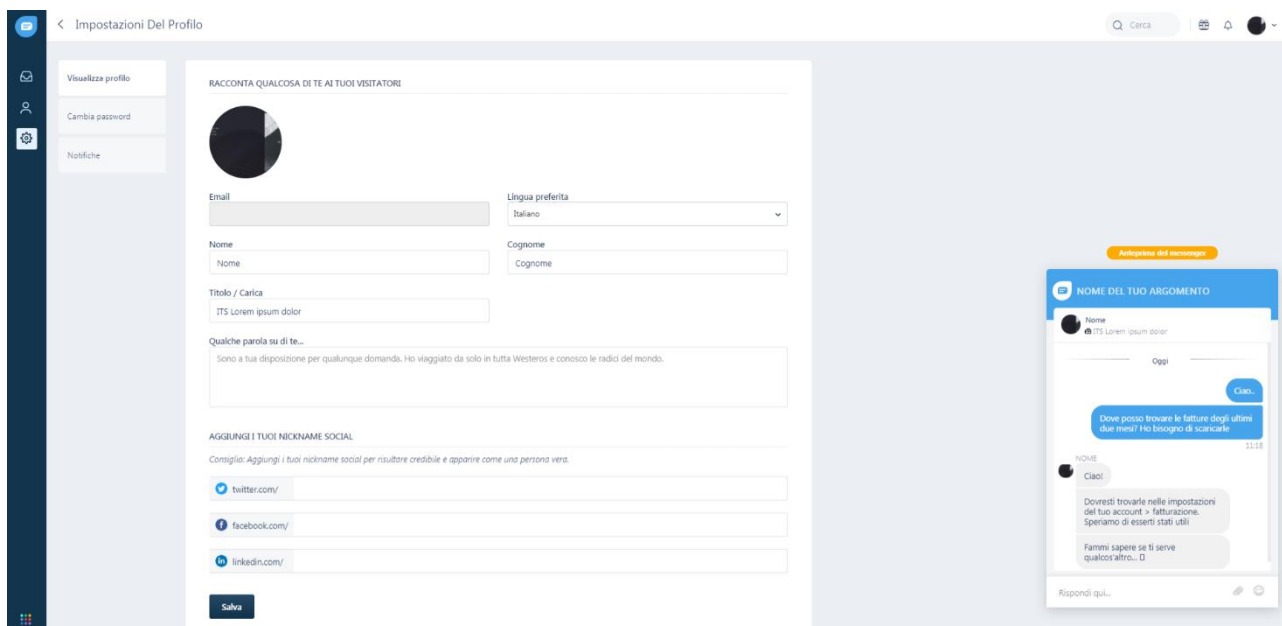 Impostazioni Del Profilo
Cerca
Visualizza profilo
Cambia password
Notifiche
RACCONTA QUALCOSA DI TE AI TUOI VISITATORI
Email
Lingua preferita
Italiano
Nome
Cognome
Nome
Cognome
Titolo / Carica
ITS Lorem ipsum dolor
Qualche parola su di te...
Sono a tua disposizione per qualunque domanda. Ho viaggiato da solo in tutta Westeros e conosco le radici del mondo.
AGGIUNGI I TUOI NICKNAME SOCIAL
Consiglio: Aggiungi i tuoi nickname social per risultare credibile e apparire come una persona vera.
twitter.com/
facebook.com/
linkedin.com/
Salva
Anteprima del messenger
NOME DEL TUO ARGOMENTO
Nome
ITS Lorem ipsum dolor
Oggi
Ciao..
Dove posso trovare le fatture degli ultimi
due mesi? Ho bisogno di scaricarle
11:18
NOME
Ciao!
Dovresti trovarle nelle impostazioni
del tuo account > fatturazione.
Speriamo di esserti stati utili
Fammi sapere se ti serve
qualcos'altro...
Rispondi qui...